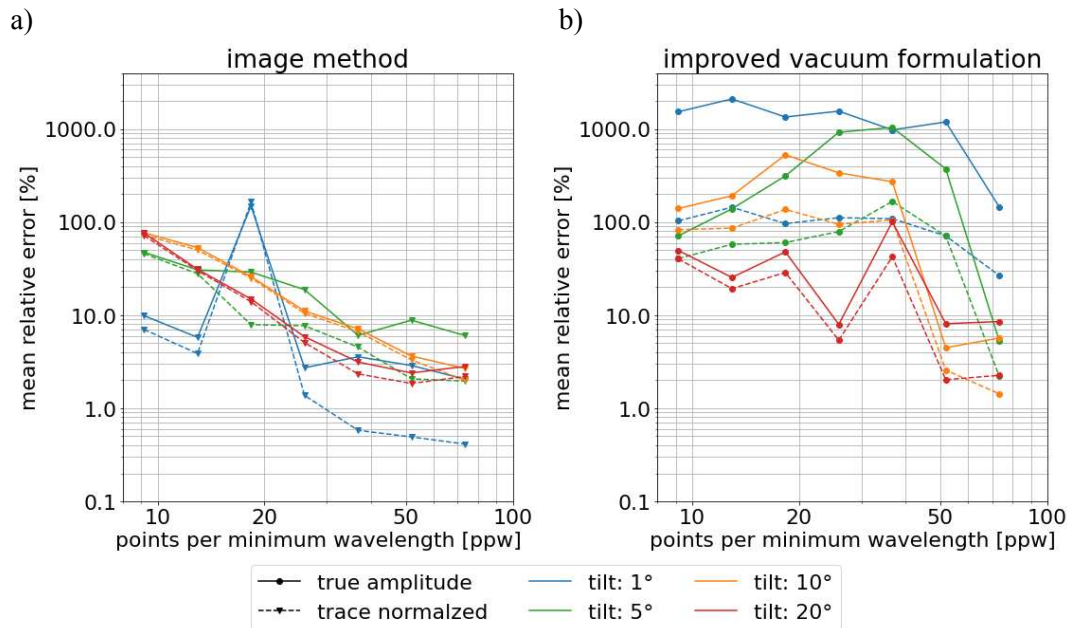 a)
image method
1000.0
100.0
10.0
1.0
0.1
mean relative error [%]
10 20 50 100
points per minimum wavelength [ppw]
b)
improved vacuum formulation
1000.0
100.0
10.0
1.0
0.1
mean relative error [%]
10 20 50 100
points per minimum wavelength [ppw]
true amplitude tilt: 1° tilt: 10°
trace normalzed tilt: 5° tilt: 20°